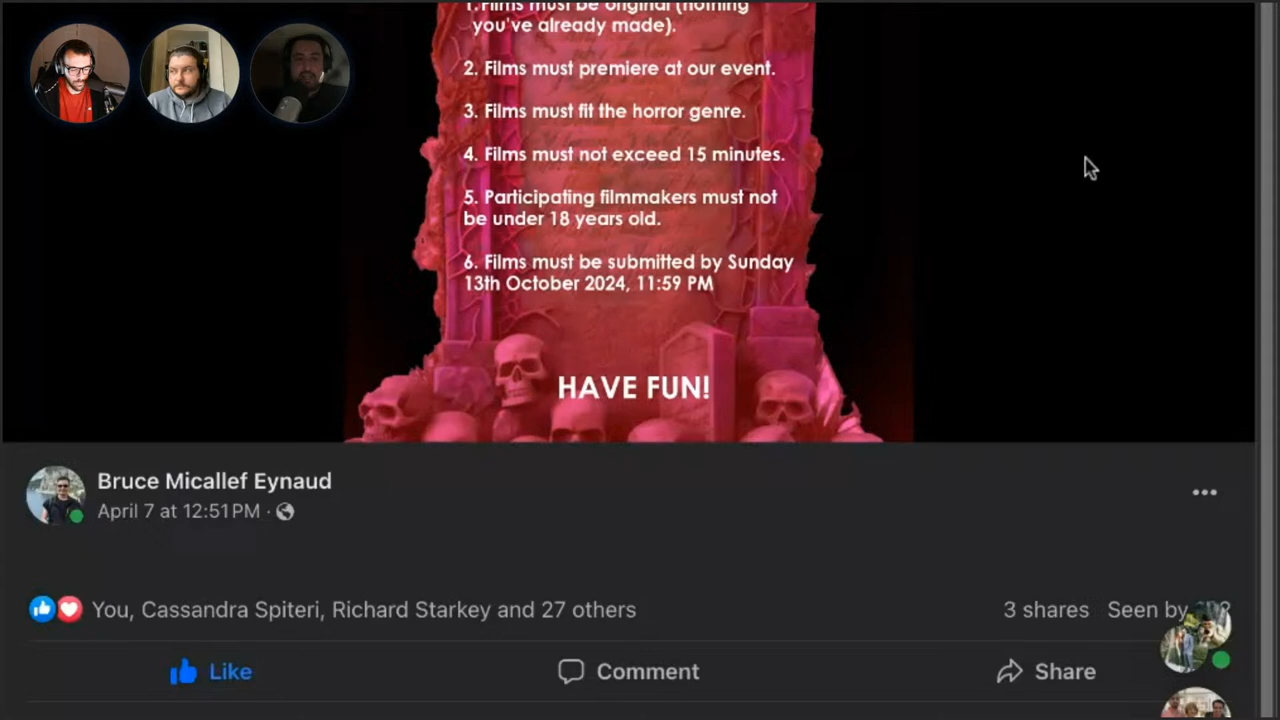 1. Films must be original (nothing
you've already made).
2. Films must premiere at our event.
3. Films must fit the horror genre.
4. Films must not exceed 15 minutes.
5. Participating filmmakers must not
be under 18 years old.
6. Films must be submitted by Sunday
13th October 2024, 11:59 PM
HAVE FUN!
Bruce Micallef Eynaud
April 7 at 12:51 PM ·
You, Cassandra Spiteri, Richard Starkey and 27 others
3 shares Seen by
Like
Comment
Share